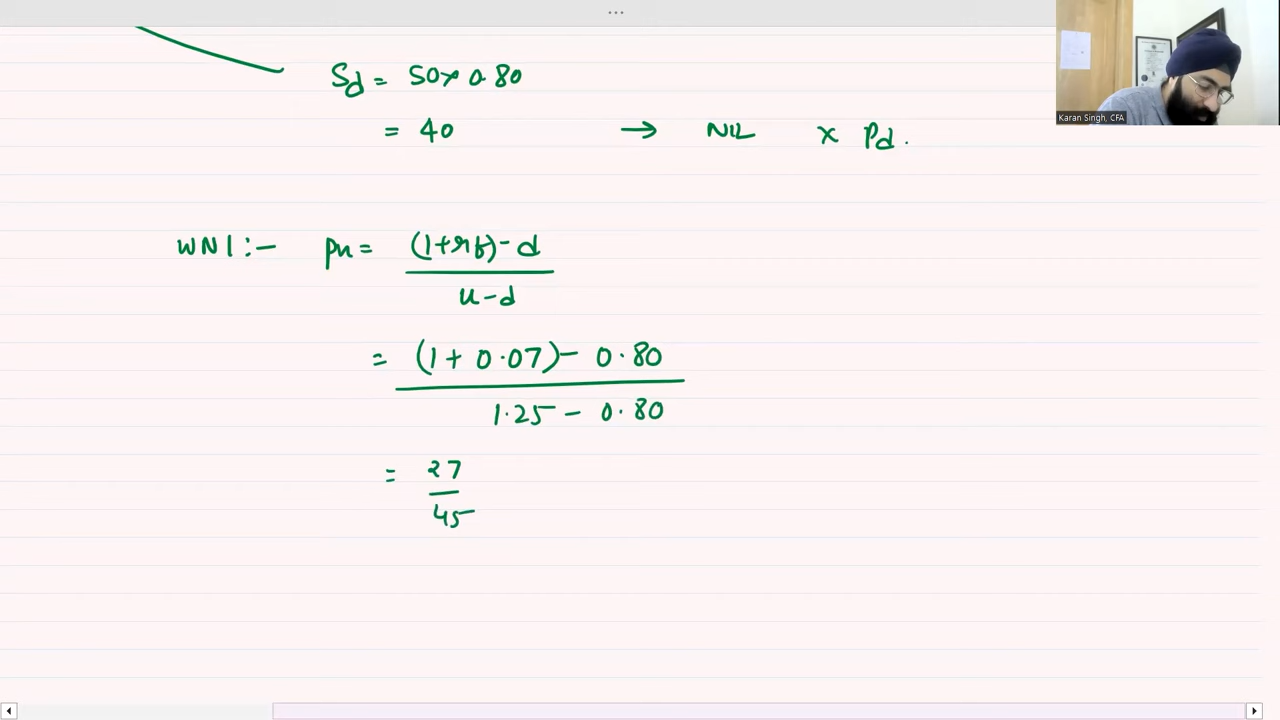 Sd = 50x 0.80
= 40 → NIL x Pd.
WN1:- pu = (1+rf)-d
u-d
= (1+ 0.07)- 0.80
1.25 - 0.80
= 27
45
Karan Singh, CFA